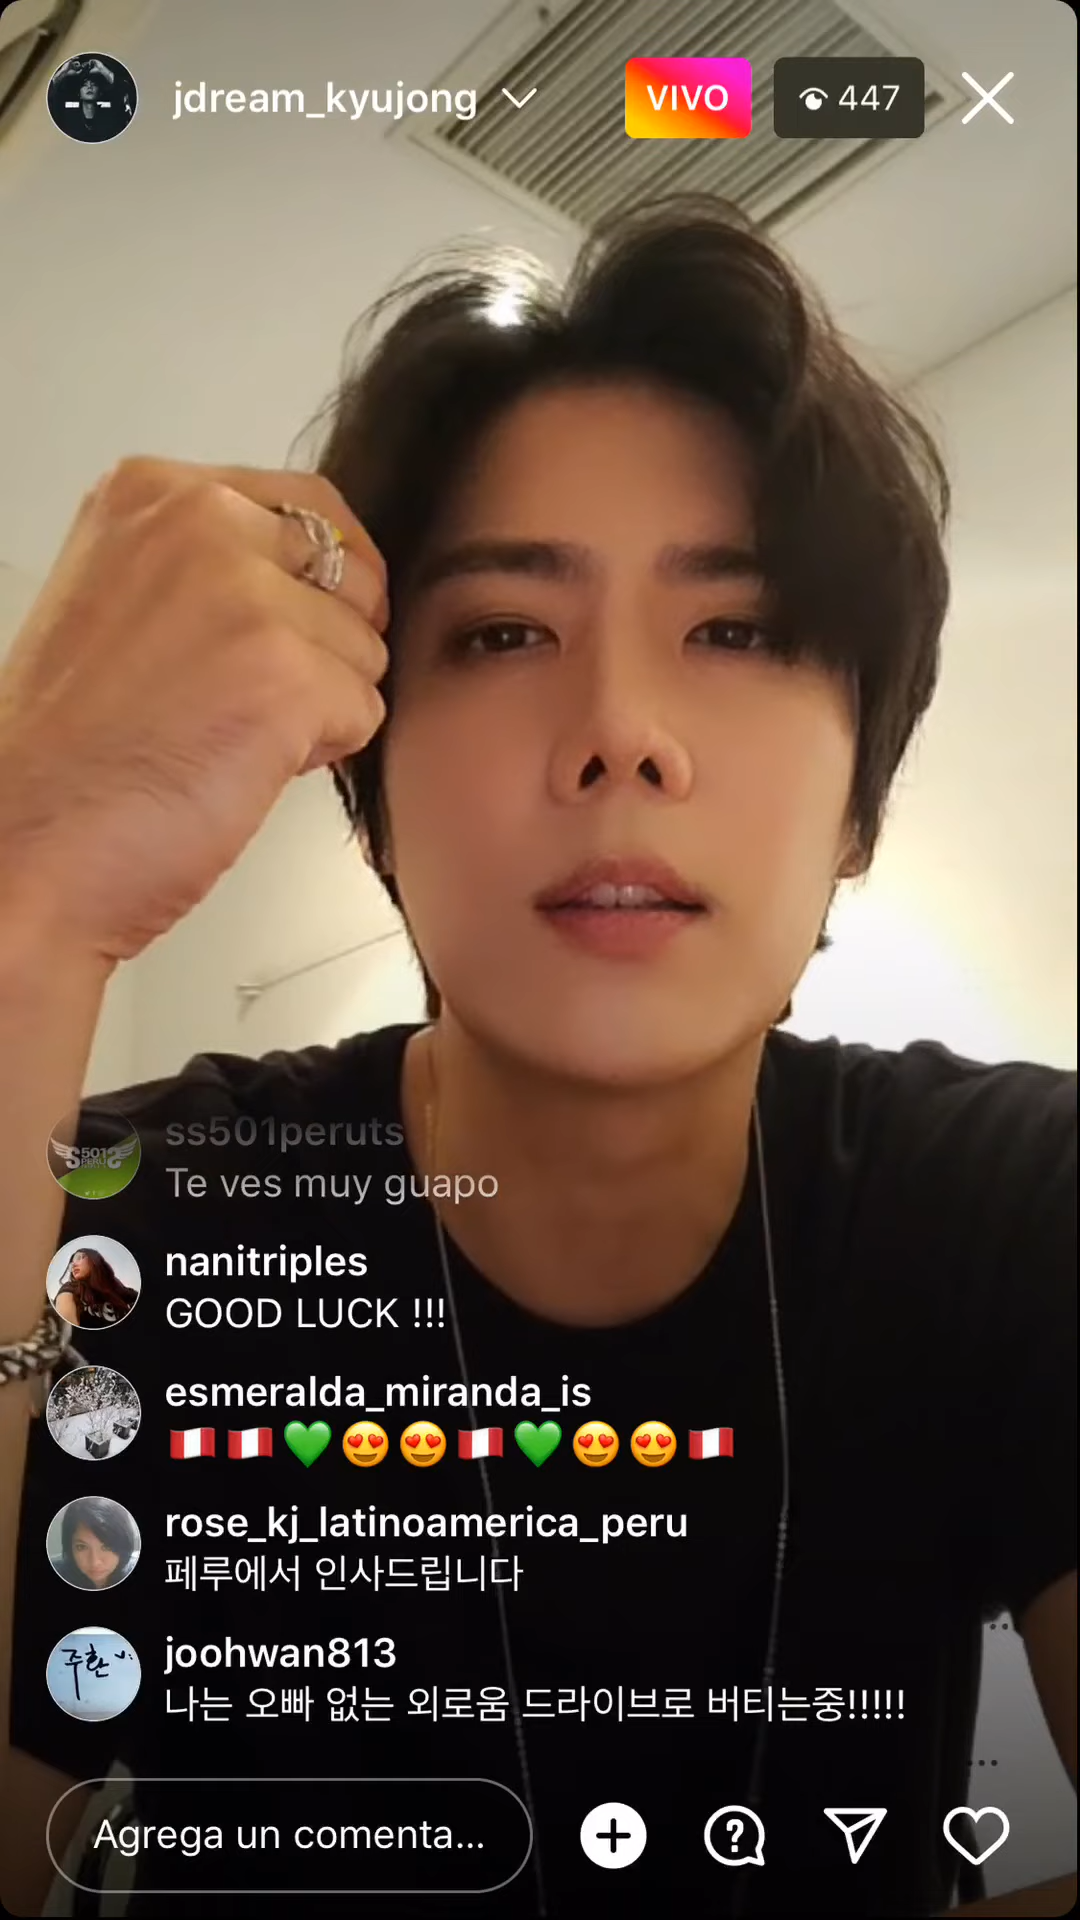 jdream_kyujong
VIVO
447
ss501peruts
Te ves muy guapo
nanitriples
GOOD LUCK !!!
esmeralda_miranda_is
🇵🇪🇵🇪💚😍😍🇵🇪💚😍😍🇵🇪
rose_kj_latinoamerica_peru
페루에서 인사드립니다
joohwan813
나는 오빠 없는 외로움 드라이브로 버티는중!!!!!
Agrega un comenta...